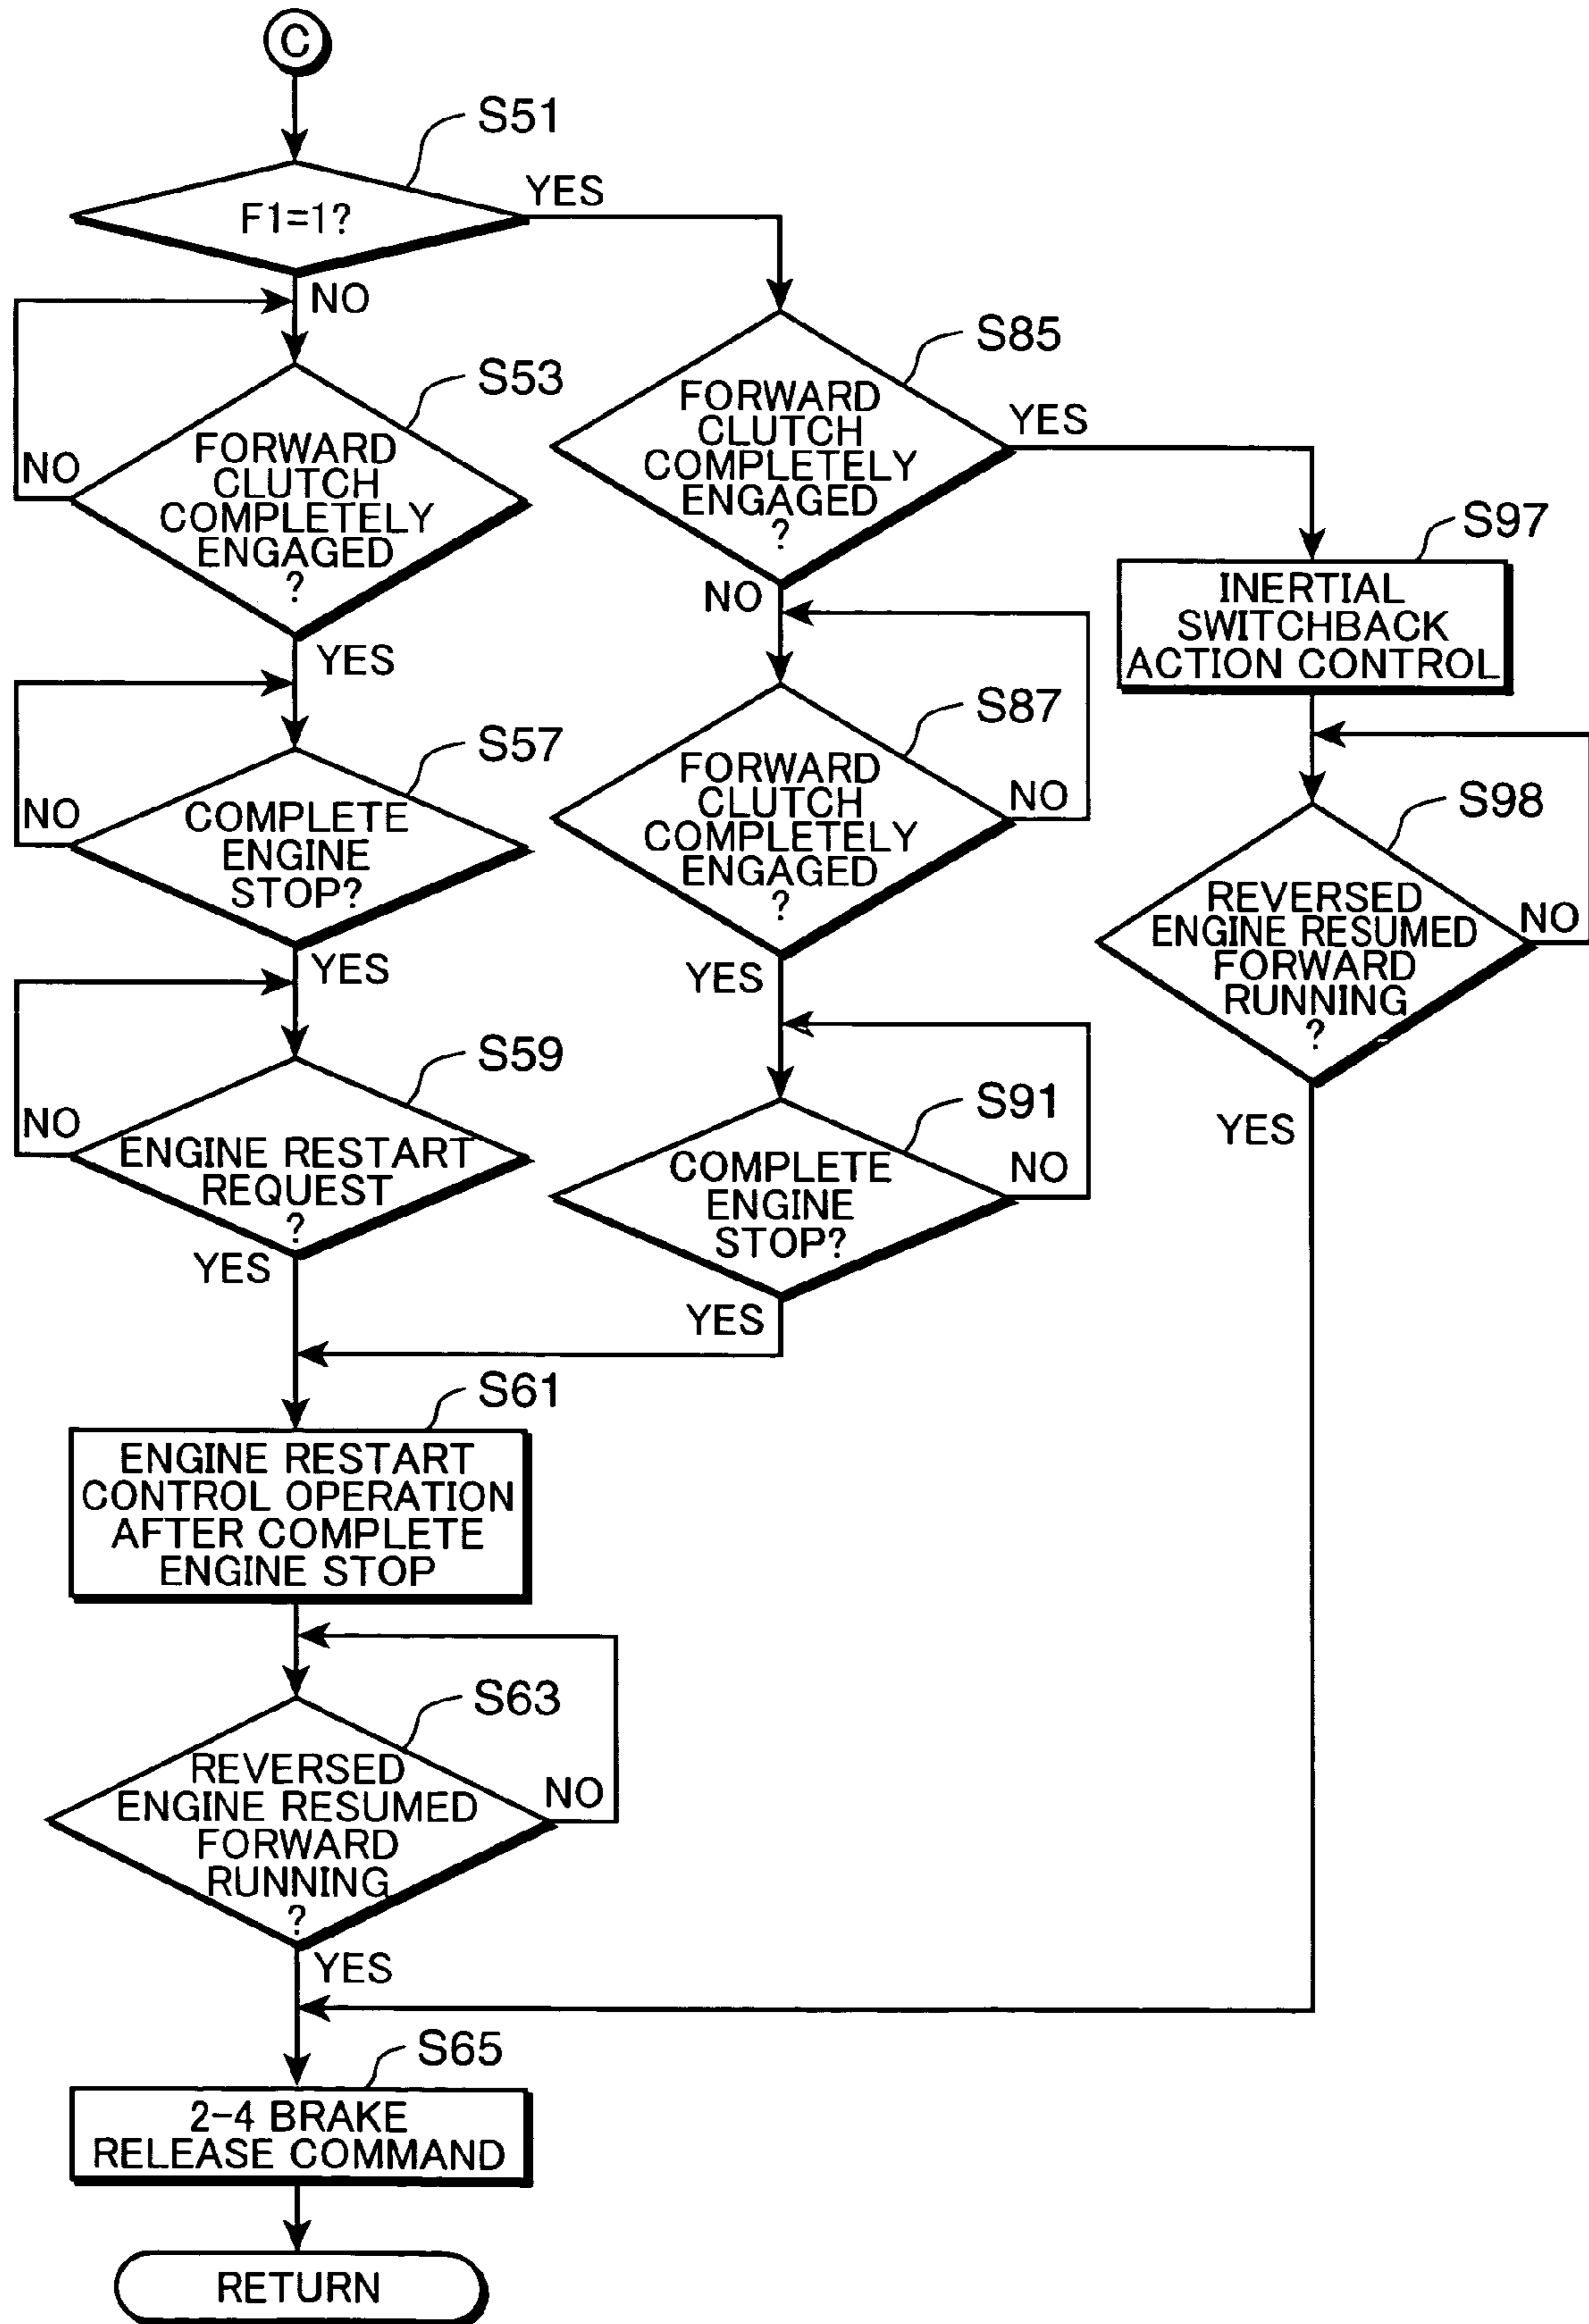 C
S51
F1=1?
YES
NO
S53
FORWARD
CLUTCH
COMPLETELY
ENGAGED
?
NO
YES
S57
COMPLETE
ENGINE
STOP?
NO
YES
S59
ENGINE RESTART
REQUEST
?
NO
YES
S85
FORWARD
CLUTCH
COMPLETELY
ENGAGED
?
YES
NO
S87
FORWARD
CLUTCH
COMPLETELY
ENGAGED
?
NO
YES
S91
COMPLETE
ENGINE
STOP?
NO
YES
S97
INERTIAL
SWITCHBACK
ACTION CONTROL
S98
REVERSED
ENGINE RESUMED
FORWARD
RUNNING
?
NO
YES
S61
ENGINE RESTART
CONTROL OPERATION
AFTER COMPLETE
ENGINE STOP
S63
REVERSED
ENGINE RESUMED
FORWARD
RUNNING
?
NO
YES
S65
2-4 BRAKE
RELEASE COMMAND
RETURN